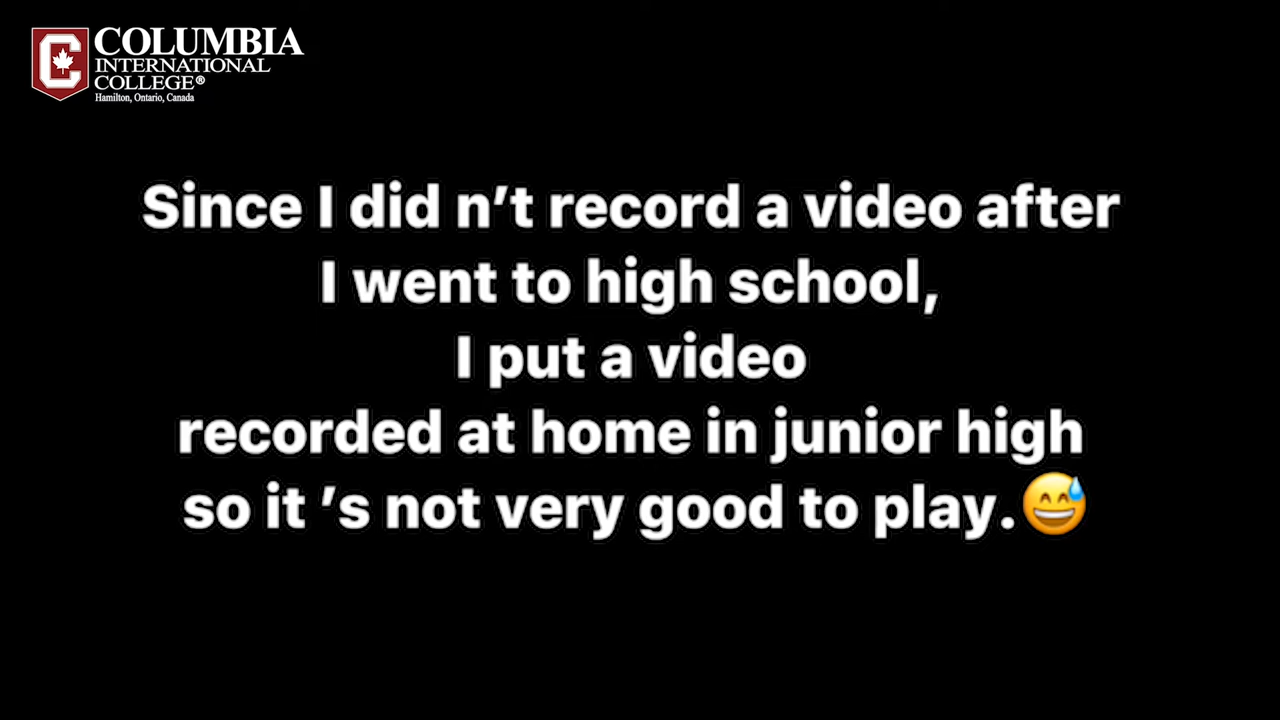 C
COLUMBIA
INTERNATIONAL
COLLEGE®
Hamilton, Ontario, Canada
Since I did n’t record a video after
I went to high school,
I put a video
recorded at home in junior high
so it ’s not very good to play.😅